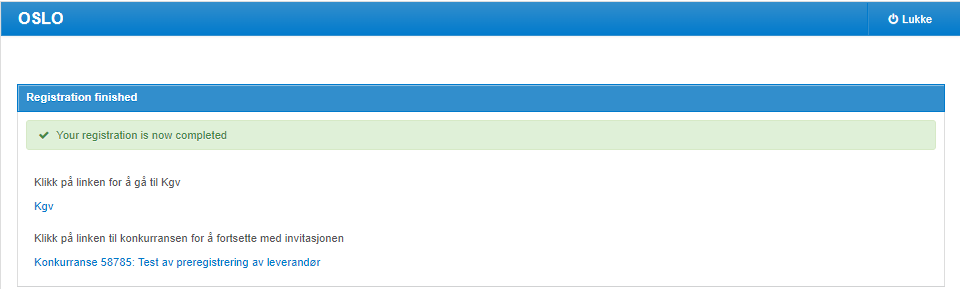 OSLO
Lukke
Registration finished
Your registration is now completed
Klikk på linken for å gå til Kgv
Kgv
Klikk på linken til konkurransen for å fortsette med invitasjonen
Konkurranse 58785: Test av preregistrering av leverandør